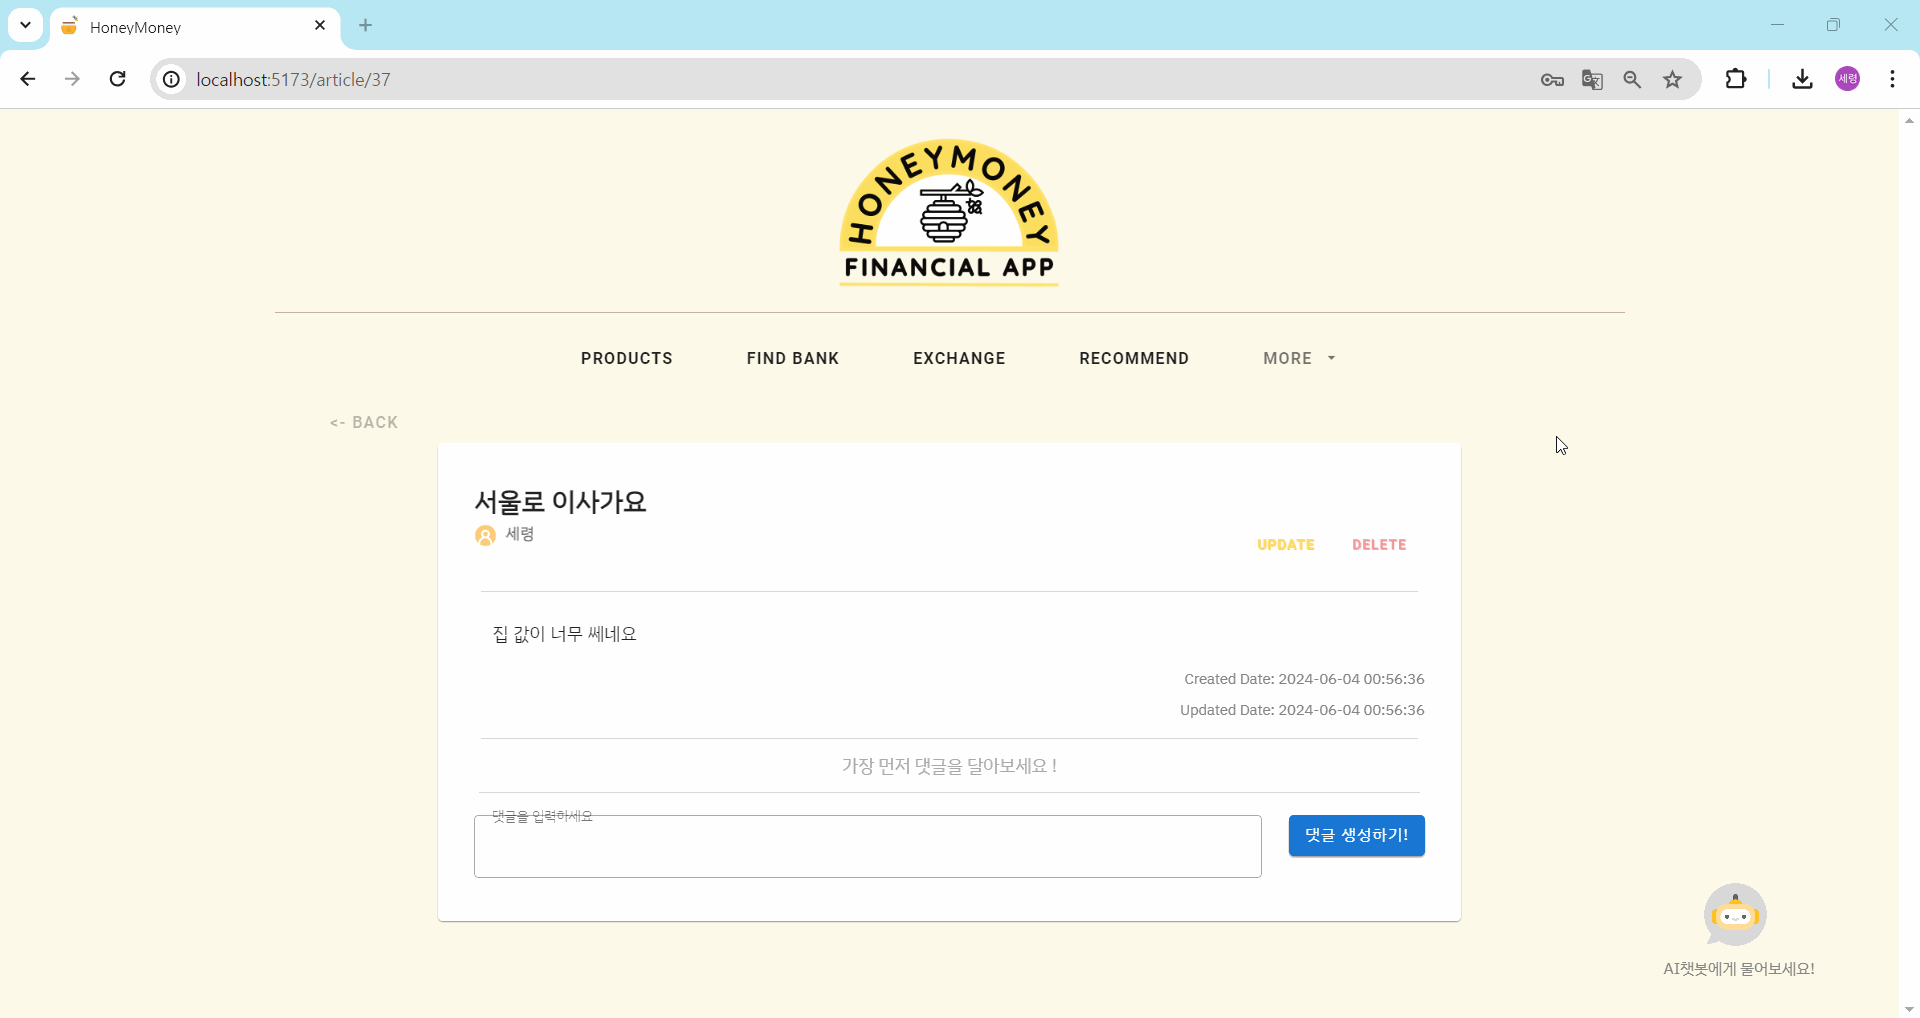 HoneyMoney
localhost:5173/article/37
세령
HONEYMONEY
FINANCIAL APP
PRODUCTS FIND BANK EXCHANGE RECOMMEND MORE
<- BACK
서울로 이사가요
세령
UPDATE DELETE
집 값이 너무 쎄네요
Created Date: 2024-06-04 00:56:36
Updated Date: 2024-06-04 00:56:36
가장 먼저 댓글을 달아보세요 !
댓글을 입력하세요
댓글 생성하기!
AI챗봇에게 물어보세요!